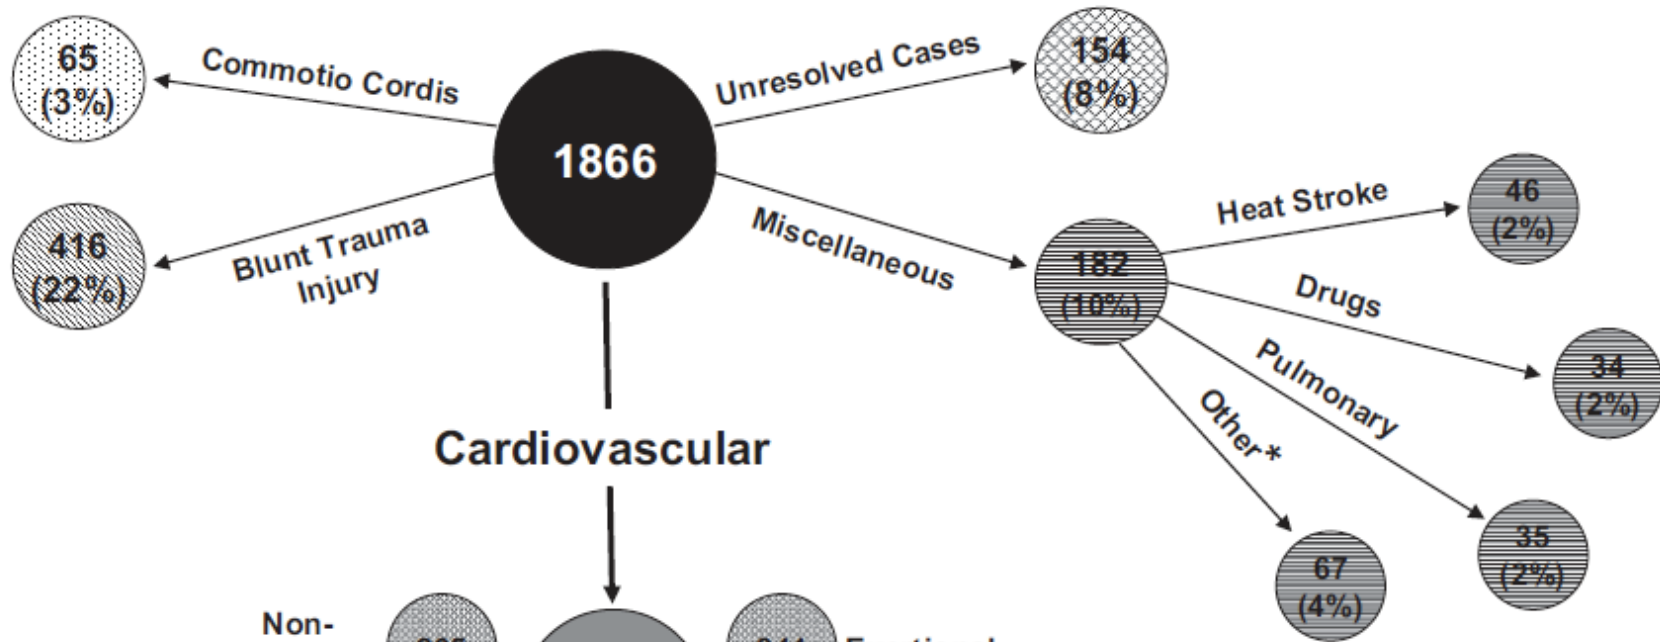 65
(3%)
Commotio Cordis
1866
Unresolved Cases
154
(8%)
416
(22%)
Blunt Trauma
Injury
Miscellaneous
182
(10%)
Heat Stroke
46
(2%)
Drugs
34
(2%)
Pulmonary
35
(2%)
Other*
67
(4%)
Cardiovascular
Non-